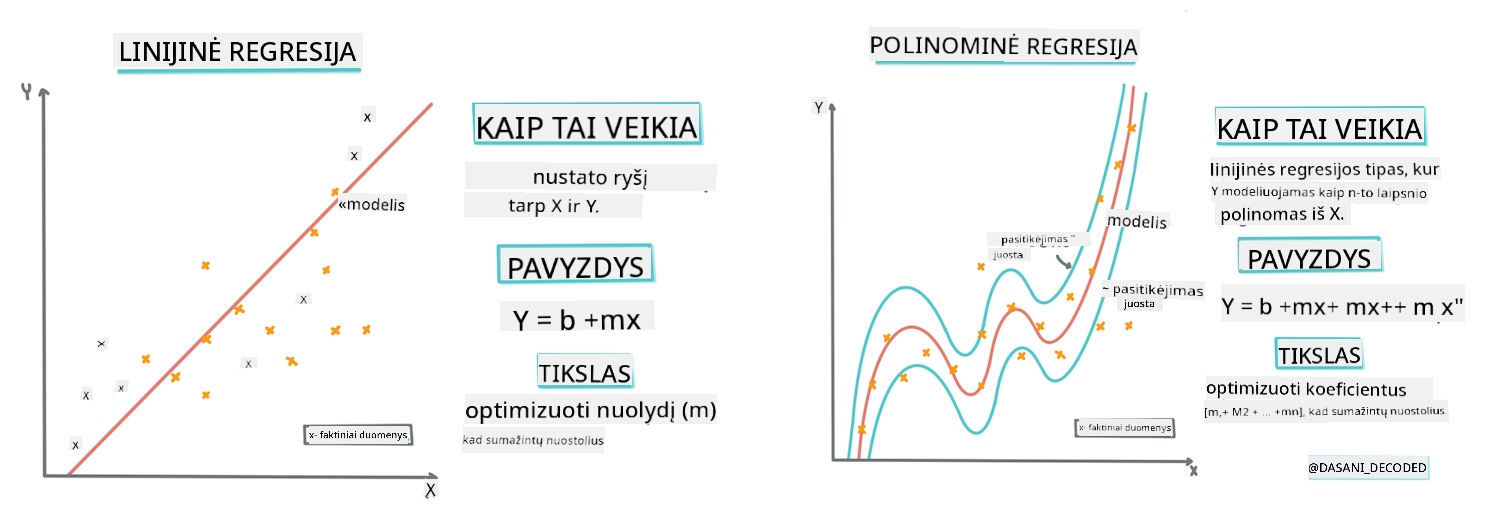 LINIJINĖ REGRESIJA
Y
x
x
«modelis
x
x
x
x
x
x
x- faktiniai duomenys,
X
KAIP TAI VEIKIA
nustato ryšį
tarp X ir Y.
PAVYZDYS
Y = b +mx
TIKSLAS
optimizuoti nuolydį (m)
kad sumažintų nuostolius
POLINOMINĖ REGRESIJA
Y
modelis
pasitikėjimas "
juosta
~ pasitikėjimas
juosta
x- faktiniai duomenys
x
KAIP TAI VEIKIA
linijinės regresijos tipas, kur
Y modeliuojamas kaip n-to laipsnio
polinomas iš X.
PAVYZDYS
Y = b +mx+ mx++ m x"
TIKSLAS
optimizuoti koeficientus
[m,+ M2 + ... +mn], kad sumažintų nuostolius.
@DASANI_DECODED